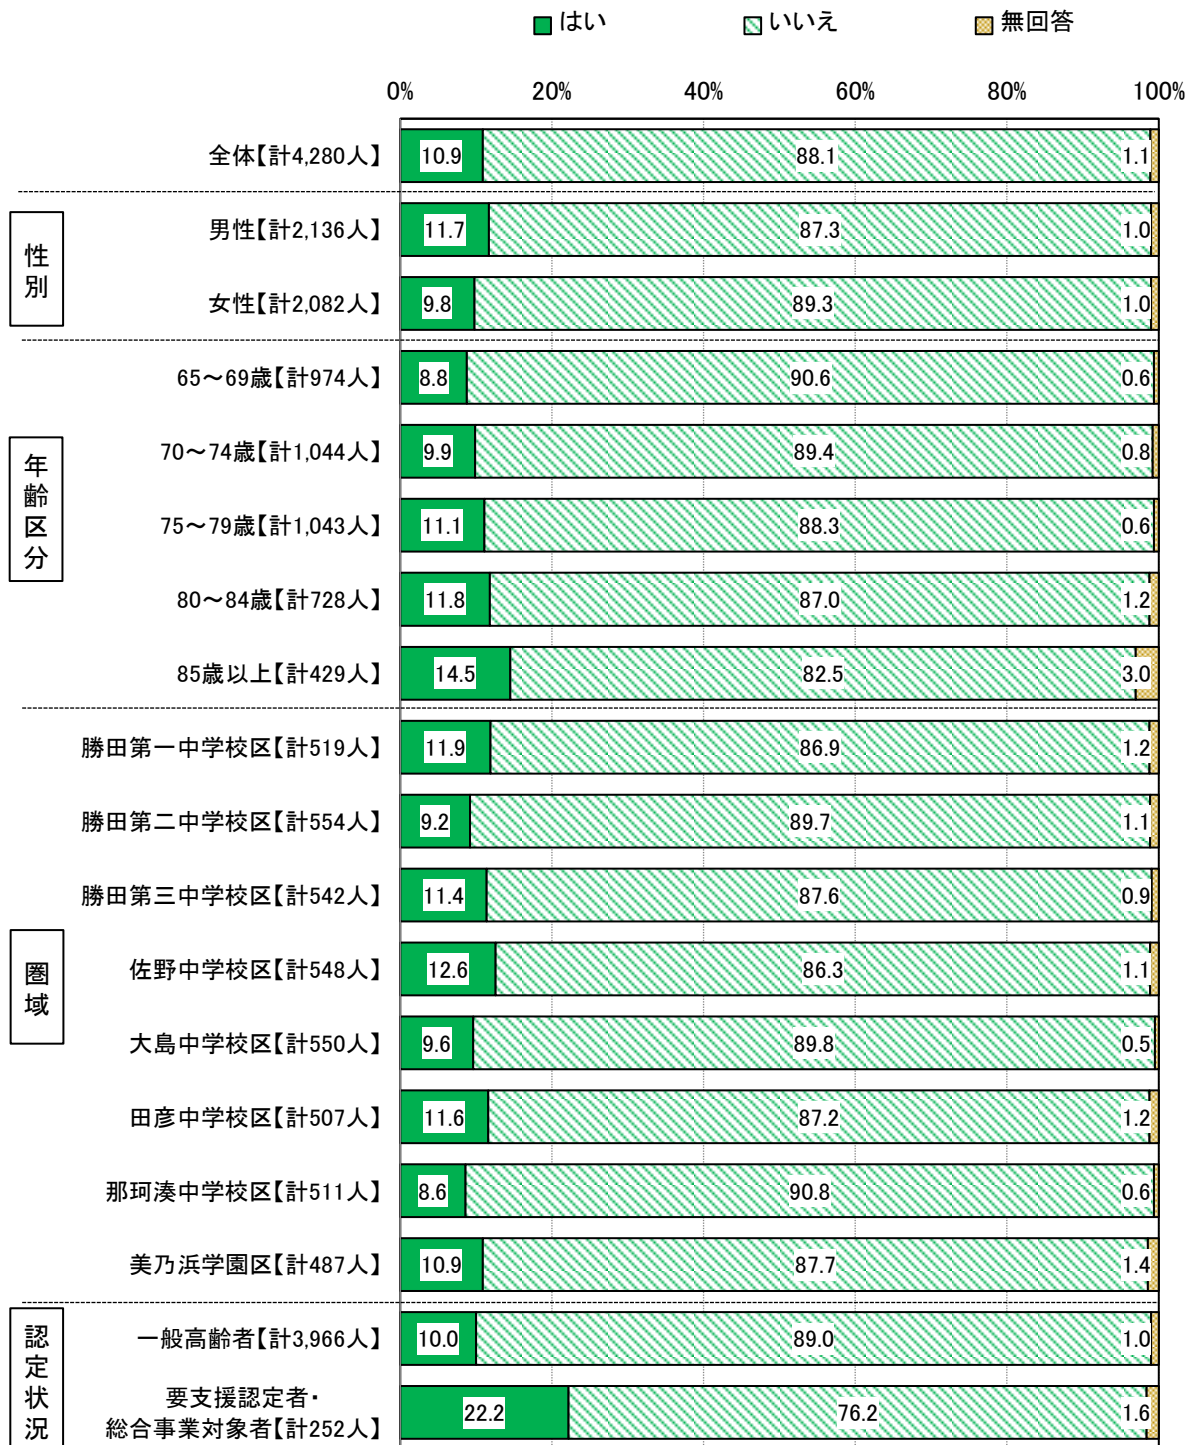 はい いいえ 無回答
0% 20% 40% 60% 80% 100%
全体【計4,280人】 10.9 88.1 1.1
性別
男性【計2,136人】 11.7 87.3 1.0
女性【計2,082人】 9.8 89.3 1.0
年齢区分
65～69歳【計974人】 8.8 90.6 0.6
70～74歳【計1,044人】 9.9 89.4 0.8
75～79歳【計1,043人】 11.1 88.3 0.6
80～84歳【計728人】 11.8 87.0 1.2
85歳以上【計429人】 14.5 82.5 3.0
圏域
勝田第一中学校区【計519人】 11.9 86.9 1.2
勝田第二中学校区【計554人】 9.2 89.7 1.1
勝田第三中学校区【計542人】 11.4 87.6 0.9
佐野中学校区【計548人】 12.6 86.3 1.1
大島中学校区【計550人】 9.6 89.8 0.5
田彦中学校区【計507人】 11.6 87.2 1.2
那珂湊中学校区【計511人】 8.6 90.8 0.6
美乃浜学園区【計487人】 10.9 87.7 1.4
認定状況
一般高齢者【計3,966人】 10.0 89.0 1.0
要支援認定者・
総合事業対象者【計252人】 22.2 76.2 1.6